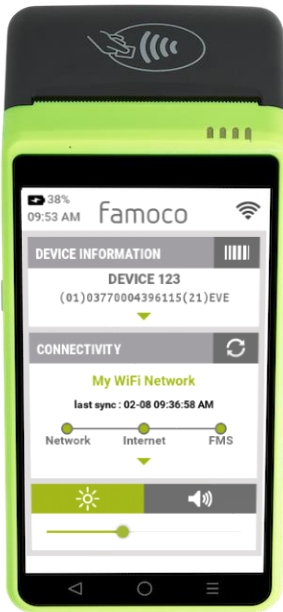 38%
09:53 AM famoco
DEVICE INFORMATION
DEVICE 123
(01)03770004396115(21)EVE
CONNECTIVITY
My WiFi Network
last sync : 02-08 09:36:58 AM
Network Internet FMS